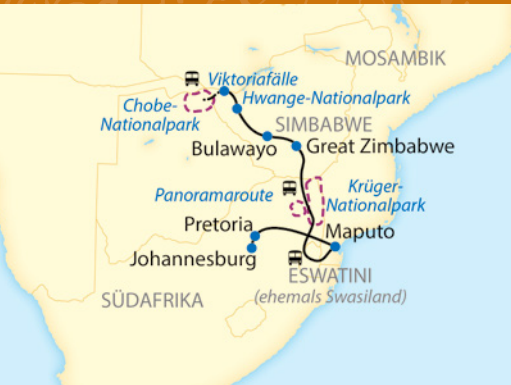 MOSAMBIK
Viktoriafälle
Hwange-Nationalpark
Chobe-
Nationalpark
SIMBABWE
Bulawayo
Great Zimbabwe
Panoramaroute
Krüger-
Nationalpark
Pretoria
Maputo
Johannesburg
ESWATINI
(ehemals Swasiland)
SÜDAFRIKA